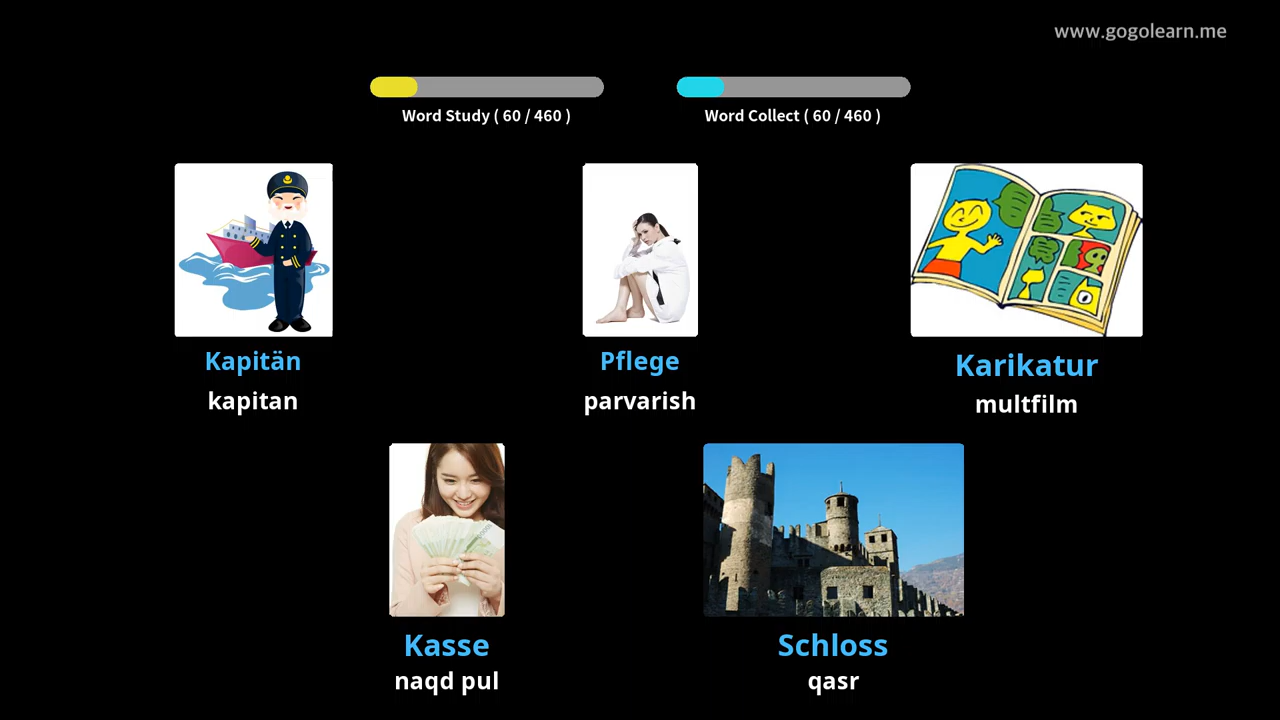 www.gogolearn.me
Word Study ( 60 / 460 )
Word Collect ( 60 / 460 )
Kapitän
kapitan
Pflege
parvarish
Karikatur
multfilm
Kasse
naqd pul
Schloss
qasr